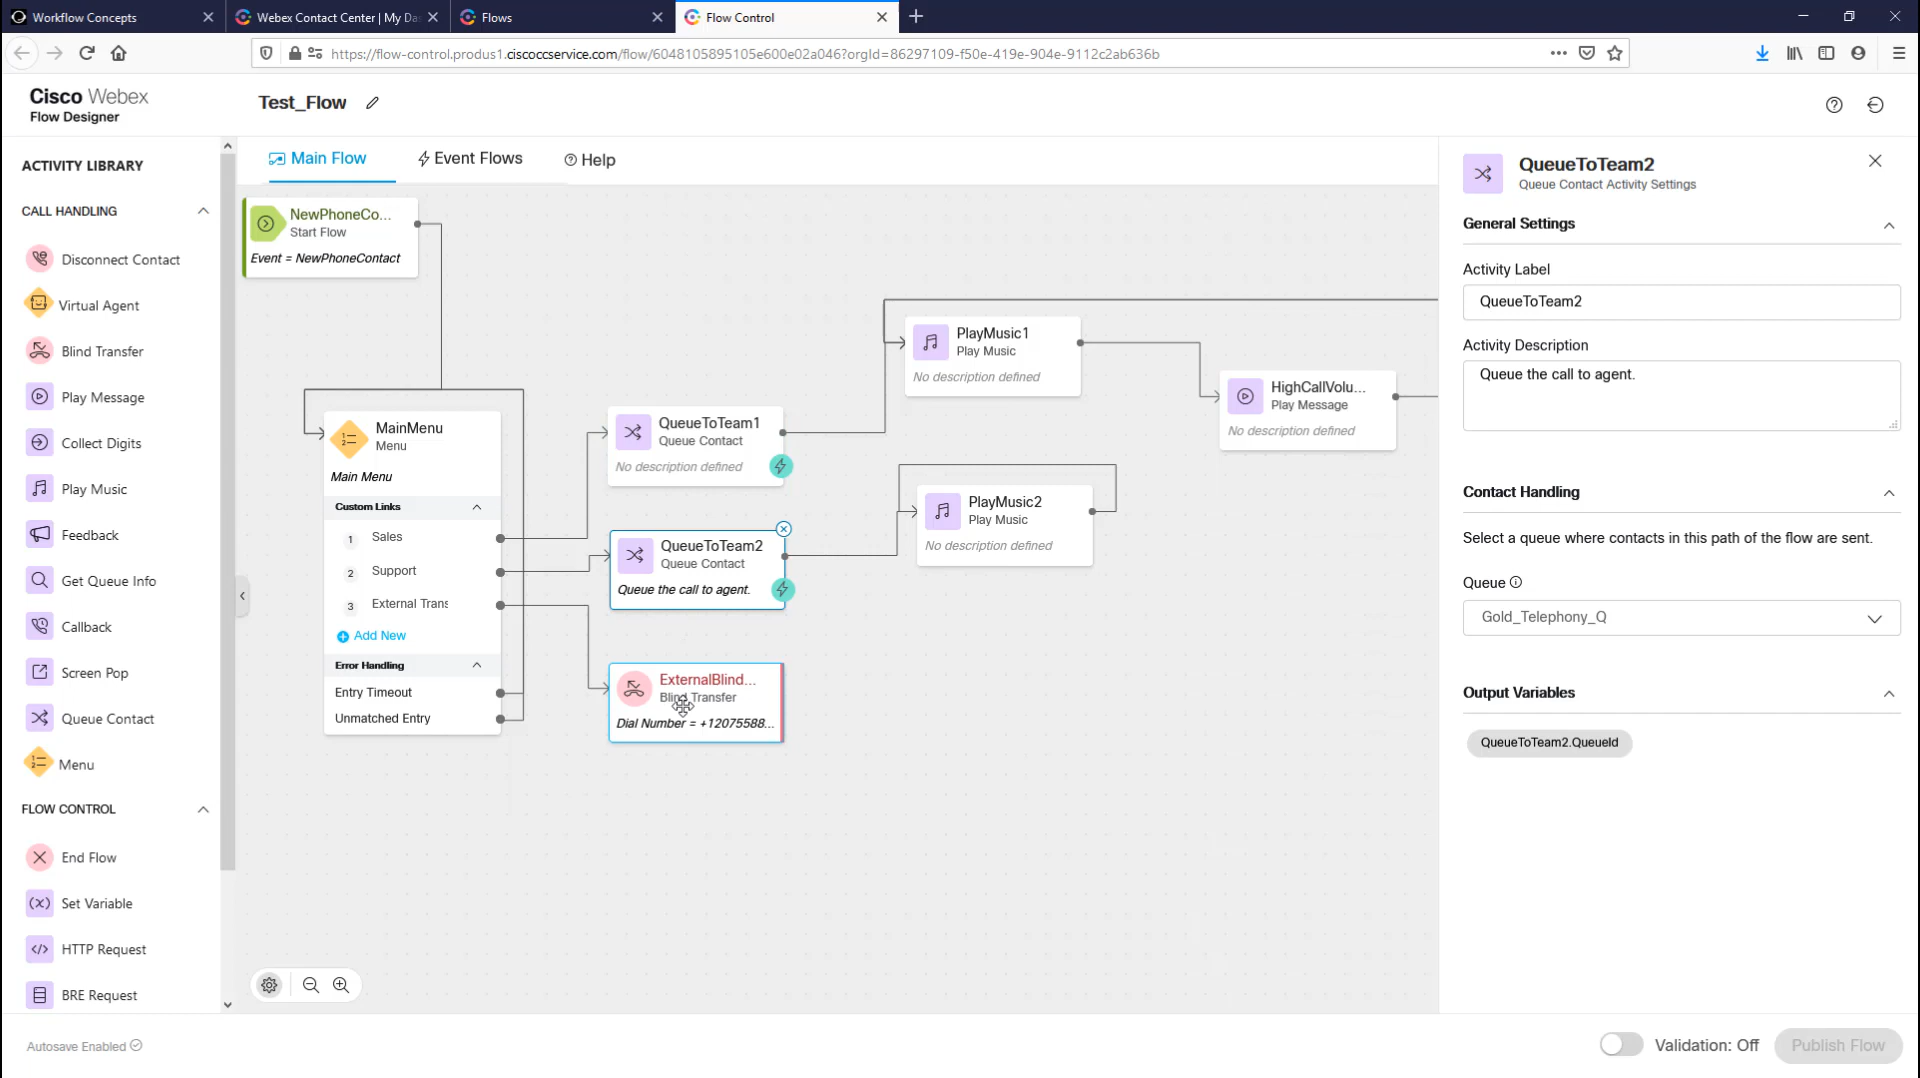 Workflow Concepts
Webex Contact Center | My Da
Flows
Flow Control
https://flow-control.produs1.ciscoccservice.com/flow/6048105895105e600e02a046?orgId=86297109-f50e-419e-904e-9112c2ab636b
Cisco Webex
Flow Designer
Test_Flow
ACTIVITY LIBRARY
CALL HANDLING
Disconnect Contact
Virtual Agent
Blind Transfer
Play Message
Collect Digits
Play Music
Feedback
Get Queue Info
Callback
Screen Pop
Queue Contact
Menu
FLOW CONTROL
End Flow
Set Variable
HTTP Request
BRE Request
Main Flow
Event Flows
Help
NewPhoneCo...
Start Flow
Event = NewPhoneContact
MainMenu
Menu
Main Menu
Custom Links
1 Sales
2 Support
3 External Trans
Add New
Error Handling
Entry Timeout
Unmatched Entry
QueueToTeam1
Queue Contact
No description defined
QueueToTeam2
Queue Contact
Queue the call to agent.
ExternalBlind...
Blind Transfer
Dial Number = +12075588...
PlayMusic1
Play Music
No description defined
PlayMusic2
Play Music
No description defined
HighCallVolu...
Play Message
No description defined
QueueToTeam2
Queue Contact Activity Settings
General Settings
Activity Label
QueueToTeam2
Activity Description
Queue the call to agent.
Contact Handling
Select a queue where contacts in this path of the flow are sent.
Queue
Gold_Telephony_Q
Output Variables
QueueToTeam2.QueueId
Autosave Enabled
Validation: Off
Publish Flow